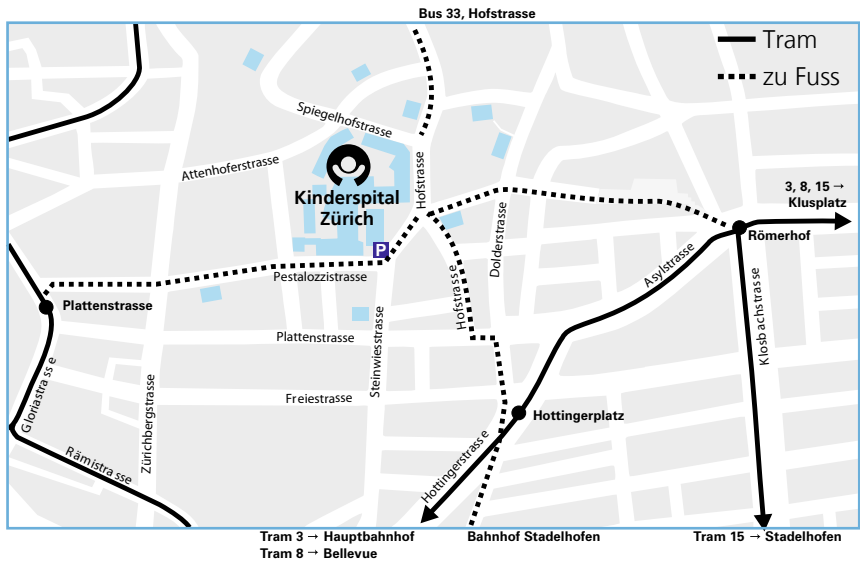 Bus 33, Hofstrasse
Tram
zu Fuss
Spiegelhofstrasse
Attenhoferstrasse
Hofstrasse
Kinderspital
Zürich
3, 8, 15 → 
Klusplatz
Römerhof
P
Dolderstrasse
Asylstrasse
Pestalozzistrasse
Hofstrasse
Klosbachstrasse
Plattenstrasse
Plattenstrasse
Steinwiesstrasse
Gloriastrasse
Zürichbergstrasse
Freiestrasse
Hottingerplatz
Rämistrasse
Hottingerstrasse
Tram 3 → Hauptbahnhof
Tram 8 → Bellevue
Bahnhof Stadelhofen
Tram 15 → Stadelhofen